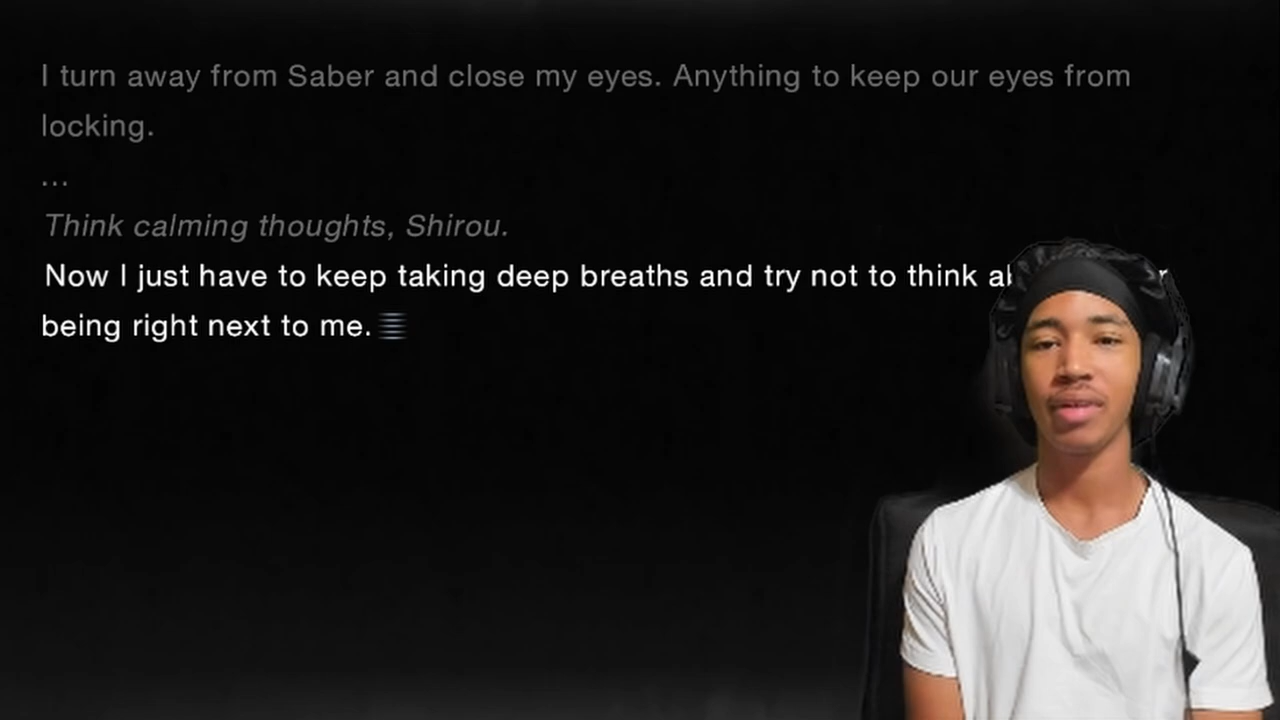 I turn away from Saber and close my eyes. Anything to keep our eyes from
locking.
...
Think calming thoughts, Shirou.
Now I just have to keep taking deep breaths and try not to think
being right next to me.